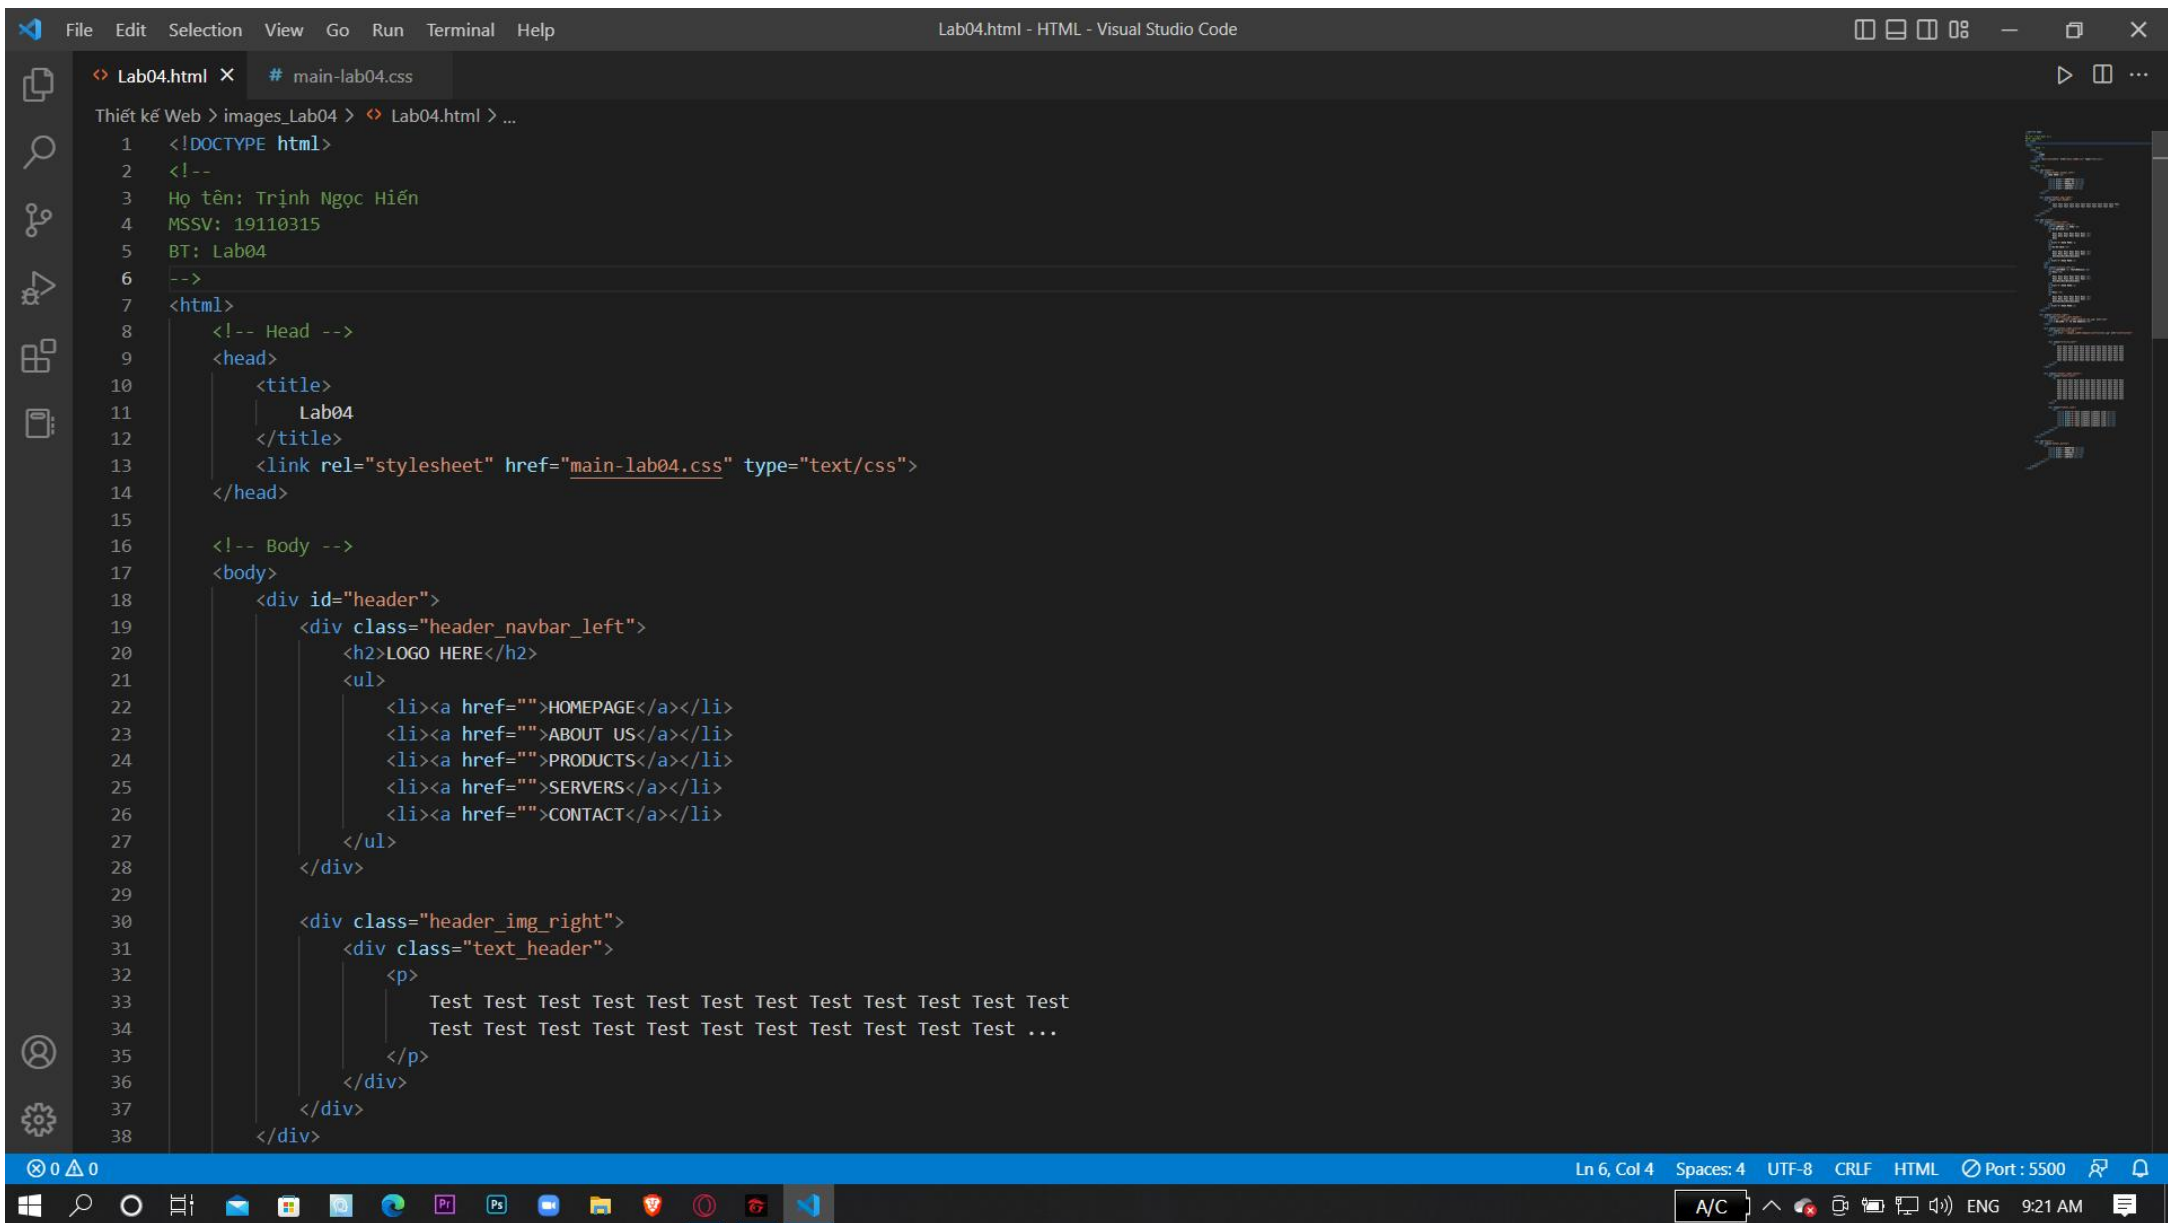 File Edit Selection View Go Run Terminal Help
Lab04.html - HTML - Visual Studio Code
Lab04.html
# main-lab04.css
Thiết kế Web > images_Lab04 > Lab04.html > ...
1 <!DOCTYPE html>
2 <!--
3 Họ tên: Trịnh Ngọc Hiến
4 MSSV: 19110315
5 BT: Lab04
6 -->
7 <html>
8 <!-- Head -->
9 <head>
10 <title>
11 Lab04
12 </title>
13 <link rel="stylesheet" href="main-lab04.css" type="text/css">
14 </head>
15
16 <!-- Body -->
17 <body>
18 <div id="header">
19 <div class="header_navbar_left">
20 <h2>LOGO HERE</h2>
21 <ul>
22 <li><a href="">HOMEPAGE</a></li>
23 <li><a href="">ABOUT US</a></li>
24 <li><a href="">PRODUCTS</a></li>
25 <li><a href="">SERVERS</a></li>
26 <li><a href="">CONTACT</a></li>
27 </ul>
28 </div>
29
30 <div class="header_img_right">
31 <div class="text_header">
32 <p>
33 Test Test Test Test Test Test Test Test Test Test Test Test
34 Test Test Test Test Test Test Test Test Test Test Test ...
35 </p>
36 </div>
37 </div>
38 </div>
0 0
Ln 6, Col 4 Spaces: 4 UTF-8 CRLF HTML Port : 5500
Pr Ps
A/C ENG 9:21 AM